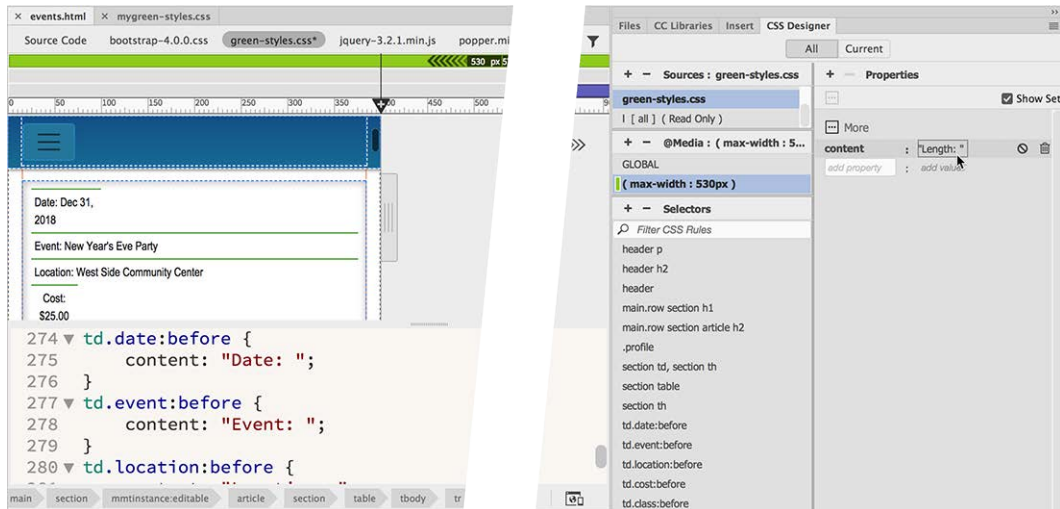 × events.html × mygreen-styles.css
Source Code bootstrap-4.0.0.css green-styles.css* jquery-3.2.1.min.js popper.mi
530 px
0 50 100 150 200 250 300 350 450 500
Date: Dec 31,
2018
Event: New Year's Eve Party
Location: West Side Community Center
Cost:
$25.00
274 ▼ td.date:before {
275 content: "Date: ";
276 }
277 ▼ td.event:before {
278 content: "Event: ";
279 }
280 ▼ td.location:before {
main section mmtinstance:editable article section table tbody tr
Files CC Libraries Insert CSS Designer
All Current
+ − Sources : green-styles.css
green-styles.css
[ all ] ( Read Only )
+ − @Media : ( max-width : 5...
GLOBAL
( max-width : 530px )
+ − Selectors
Filter CSS Rules
header p
header h2
header
main.row section h1
main.row section article h2
.profile
section td, section th
section table
section th
td.date:before
td.event:before
td.location:before
td.cost:before
td.class:before
+ − Properties
Show Set
More
content : "Length: "
add property : add value